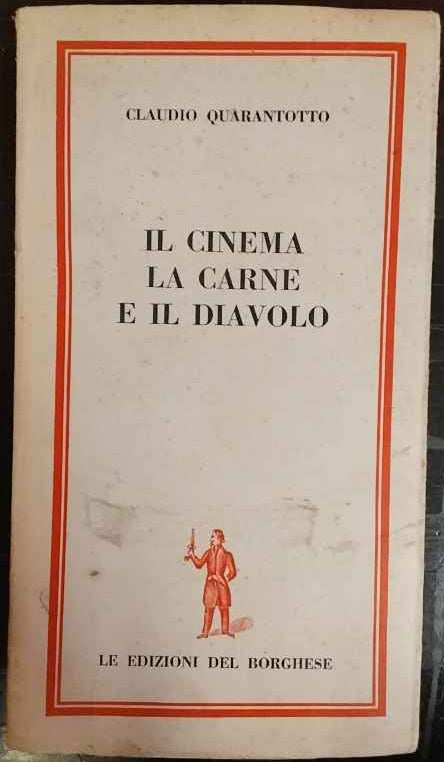 CLAUDIO QUARANTOTTO
IL CINEMA
LA CARNE
E IL DIAVOLO
LE EDIZIONI DEL BORGHESE